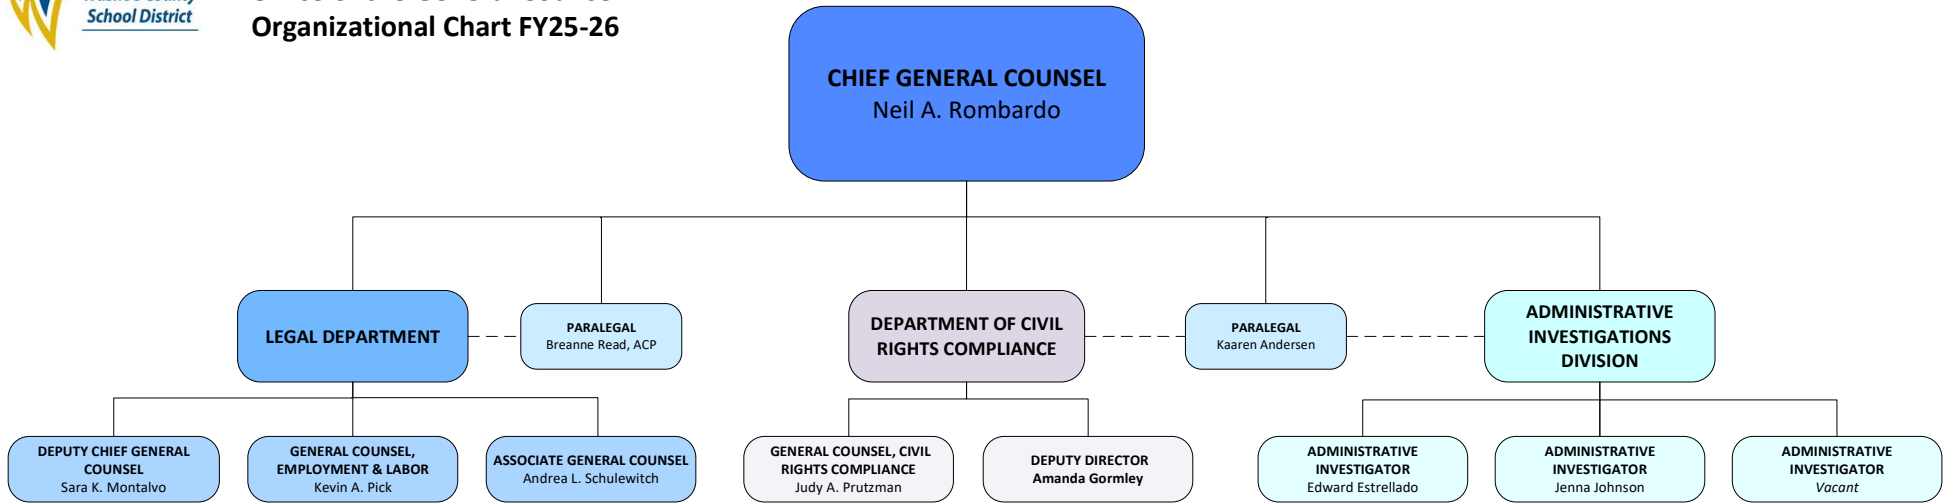 School District
Organizational Chart FY25-26
CHIEF GENERAL COUNSEL
Neil A. Rombardo
LEGAL DEPARTMENT
PARALEGAL
Breanne Read, ACP
DEPARTMENT OF CIVIL
RIGHTS COMPLIANCE
PARALEGAL
Kaaren Andersen
ADMINISTRATIVE
INVESTIGATIONS
DIVISION
DEPUTY CHIEF GENERAL
COUNSEL
Sara K. Montalvo
GENERAL COUNSEL,
EMPLOYMENT & LABOR
Kevin A. Pick
ASSOCIATE GENERAL COUNSEL
Andrea L. Schulewitch
GENERAL COUNSEL, CIVIL
RIGHTS COMPLIANCE
Judy A. Prutzman
DEPUTY DIRECTOR
Amanda Gormley
ADMINISTRATIVE
INVESTIGATOR
Edward Estrellado
ADMINISTRATIVE
INVESTIGATOR
Jenna Johnson
ADMINISTRATIVE
INVESTIGATOR
Vacant